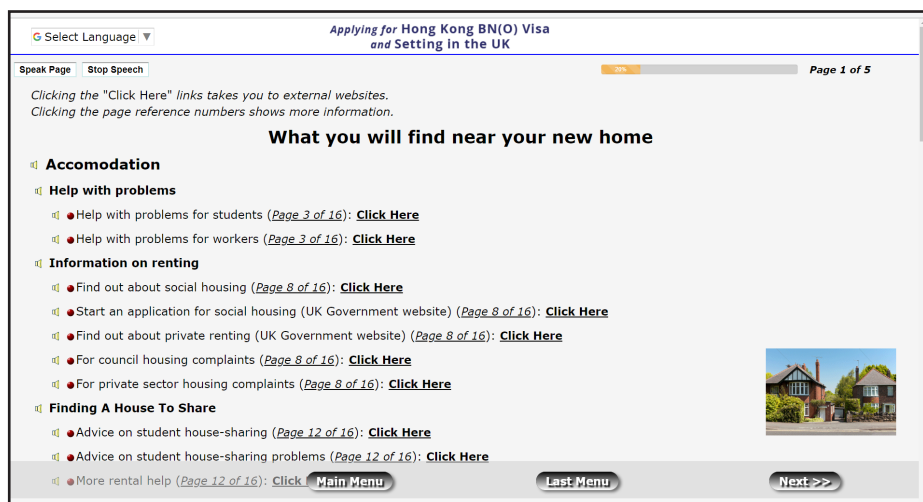 G Select Language ▼
Applying for Hong Kong BN(O) Visa
and Setting in the UK
Speak Page Stop Speech
20%
Page 1 of 5
Clicking the "Click Here" links takes you to external websites.
Clicking the page reference numbers shows more information.
What you will find near your new home
Accomodation
Help with problems
Help with problems for students (Page 3 of 16): Click Here
Help with problems for workers (Page 3 of 16): Click Here
Information on renting
Find out about social housing (Page 8 of 16): Click Here
Start an application for social housing (UK Government website) (Page 8 of 16): Click Here
Find out about private renting (UK Government website) (Page 8 of 16): Click Here
For council housing complaints (Page 8 of 16): Click Here
For private sector housing complaints (Page 8 of 16): Click Here
Finding A House To Share
Advice on student house-sharing (Page 12 of 16): Click Here
Advice on student house-sharing problems (Page 12 of 16): Click Here
More rental help (Page 12 of 16): Click
Main Menu Last Menu Next >>